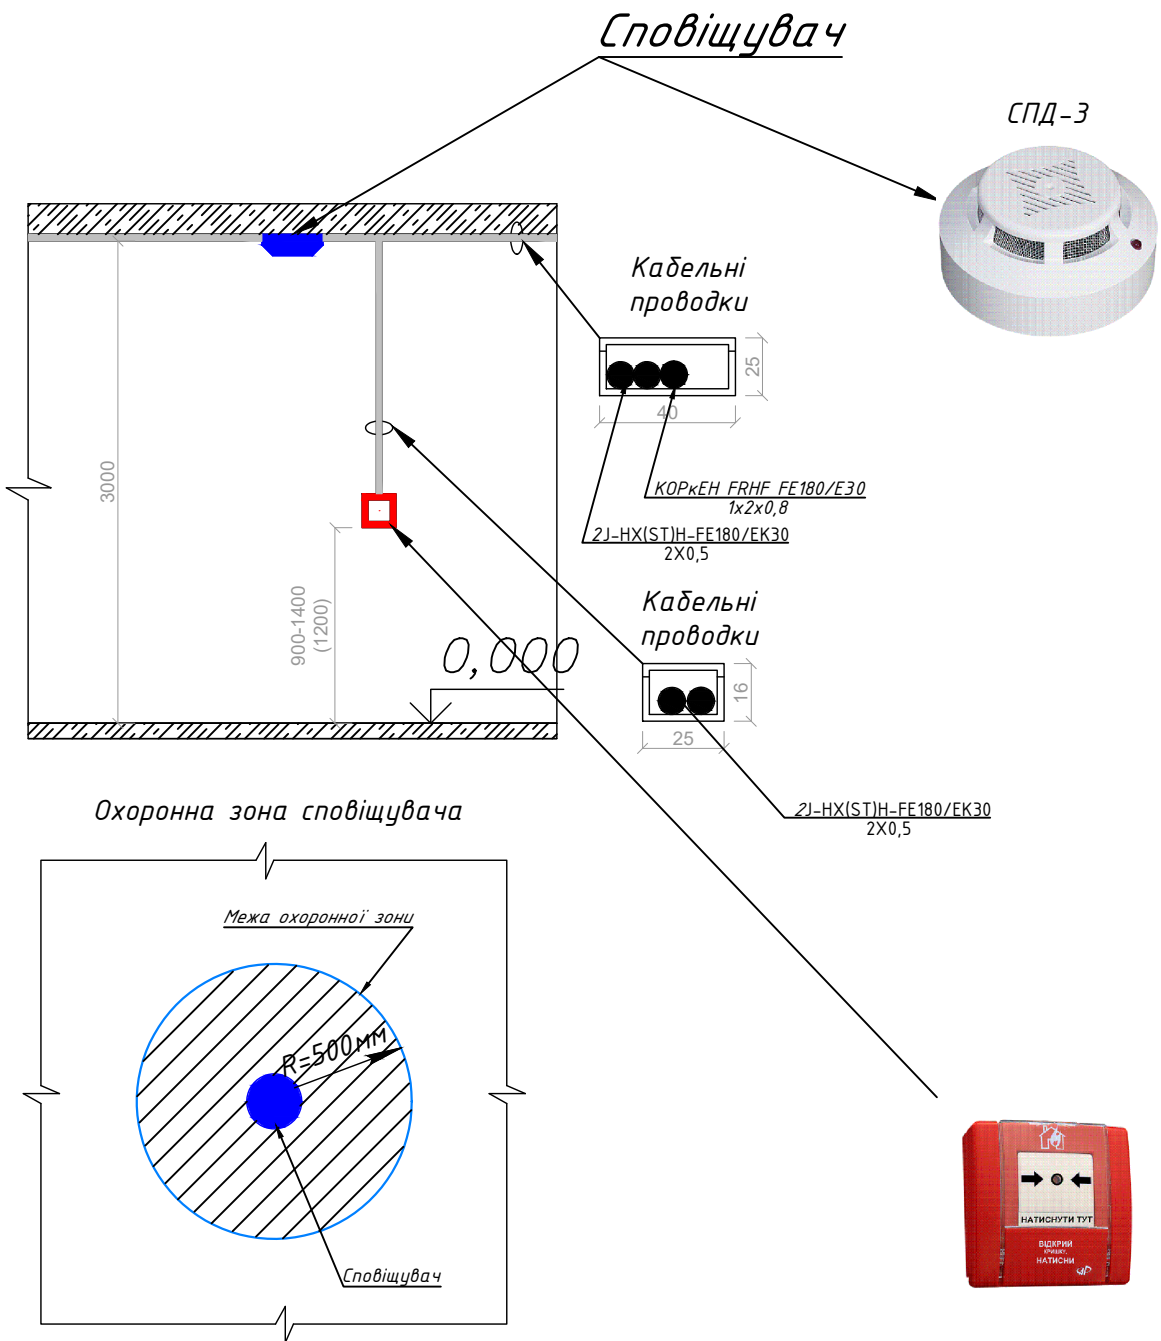 Сповіщувач
СПД-3
Кабельні
проводки
25
40
КОРкЕН FRHF FE180/E30
1x2x0,8
2J-HX(ST)H-FE180/EK30
2X0,5
3000
900-1400
(1200)
0,000
Кабельні
проводки
16
25
2J-HX(ST)H-FE180/EK30
2X0,5
Охоронна зона сповіщувача
Межа охоронної зони
R=500мм
Сповіщувач
НАТИСНУТИ ТУТ
ВІДКРИЙ
КРИШКУ,
НАТИСНИ